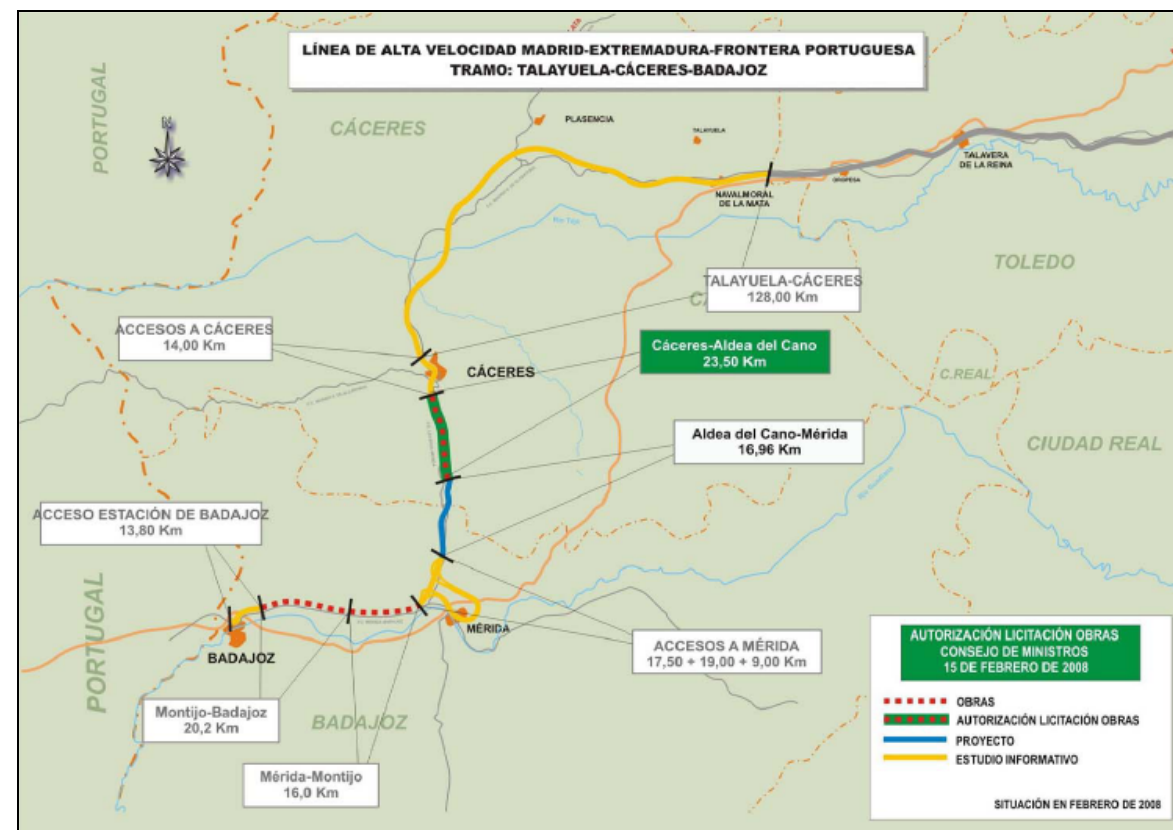 LÍNEA DE ALTA VELOCIDAD MADRID-EXTREMADURA-FRONTERA PORTUGUESA
TRAMO: TALAYUELA-CÁCERES-BADAJOZ
PORTUGAL
CÁCERES
PLASENCIA
TALAYUELA
TALAVERA
DE LA REINA
OROPESA
NAVALMORAL
DE LA MATA
Río Tajo
TOLEDO
TALAYUELA-CÁCERES
128,00 Km
ACCESOS A CÁCERES
14,00 Km
Cáceres-Aldea del Cano
23,50 Km
CÁCERES
C.REAL
Aldea del Cano-Mérida
16,96 Km
CIUDAD REAL
Río Guadiana
ACCESO ESTACIÓN DE BADAJOZ
13,80 Km
PORTUGAL
MÉRIDA
ACCESOS A MÉRIDA
17,50 + 19,00 + 9,00 Km
BADAJOZ
Montijo-Badajoz
20,2 Km
BADAJOZ
Mérida-Montijo
16,0 Km
AUTORIZACIÓN LICITACIÓN OBRAS
CONSEJO DE MINISTROS
15 DE FEBRERO DE 2008
OBRAS
AUTORIZACIÓN LICITACIÓN OBRAS
PROYECTO
ESTUDIO INFORMATIVO
SITUACIÓN EN FEBRERO DE 2008